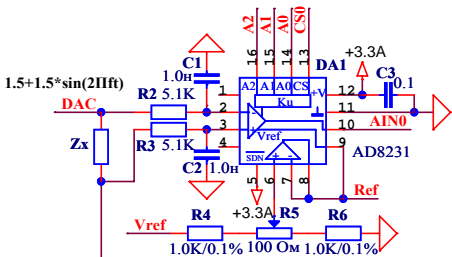 A2 A1 A0 CS0
16 15 14 13
DA1
+3.3A
C1
1.0н
C3
0.1
1.5+1.5*sin(2Пft)
A2 A1 A0 CS +V
Ku
DAC
R2 5.1K
1
2
12
11
AIN0
Zx
R3 5.1K
3
4
Vref
10
9
AD8231
C2
1.0н
SDN
5 6 7 8
Ref
+3.3A
Vref
R4
R5
R6
1.0K/0.1%
100 Ом
1.0K/0.1%